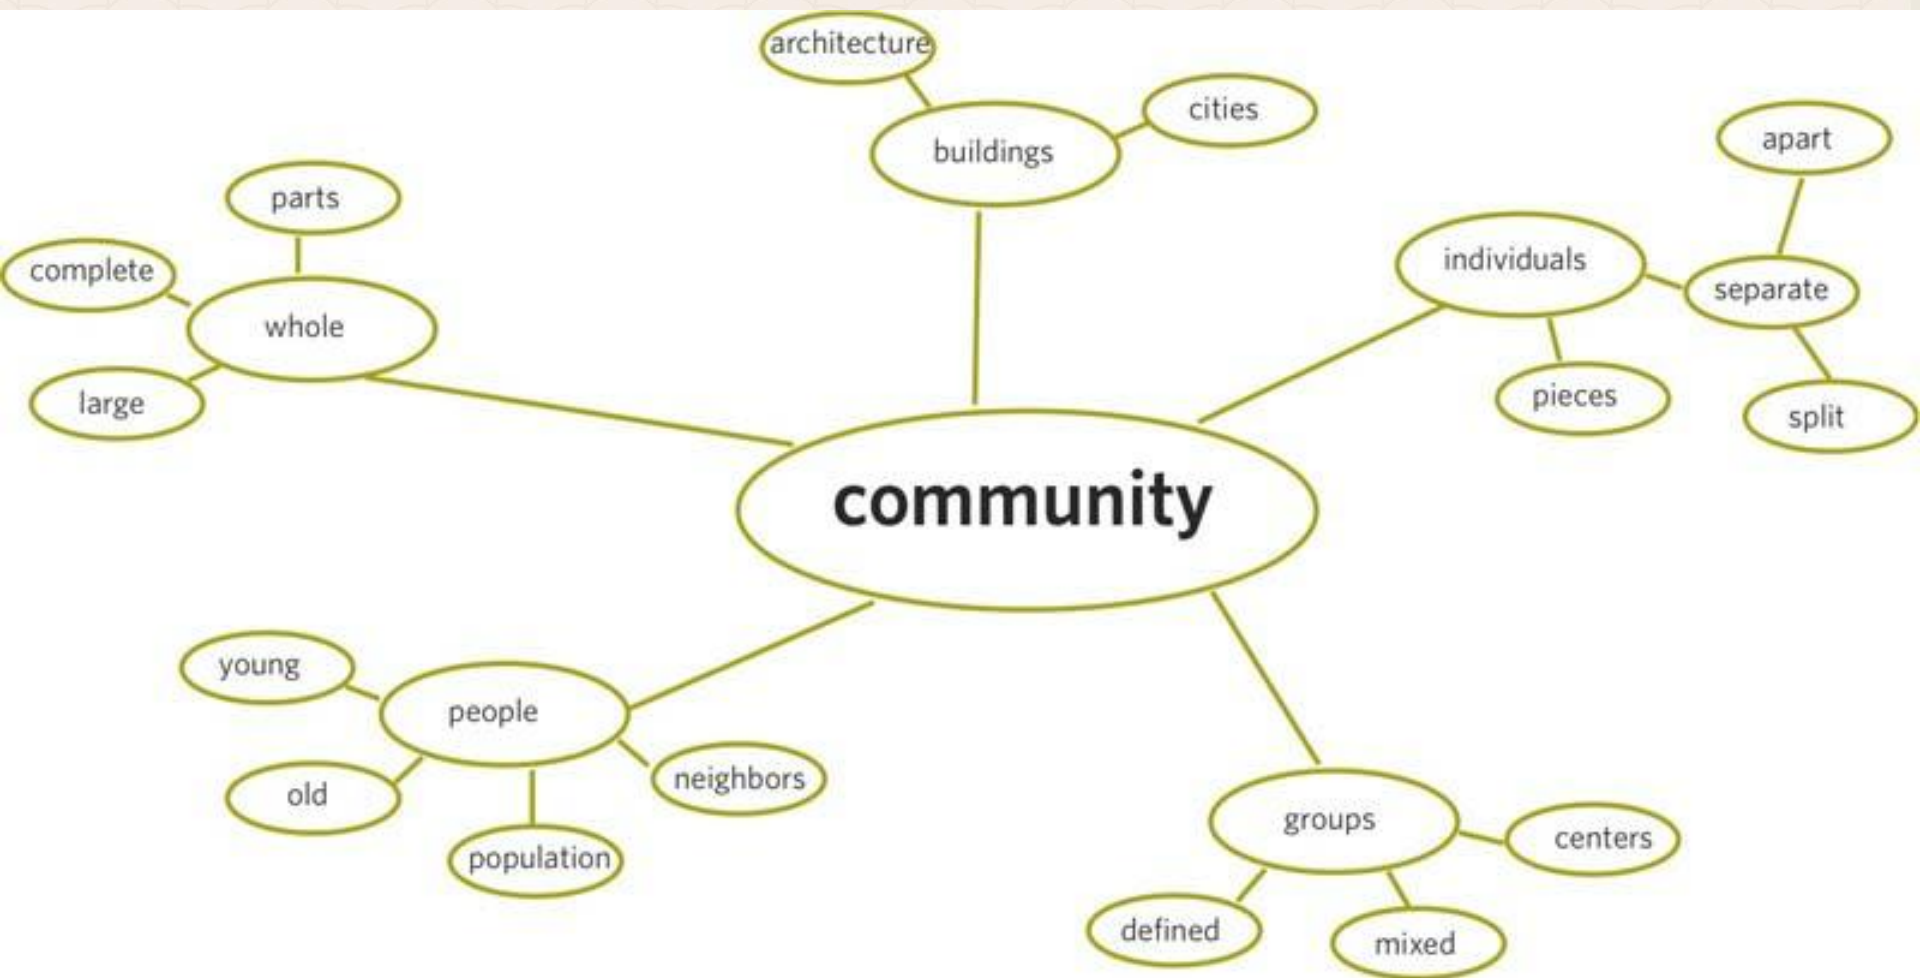 architecture
cities
buildings
apart
parts
individuals
complete
separate
whole
pieces
large
split
community
young
people
neighbors
old
population
groups
centers
defined
mixed